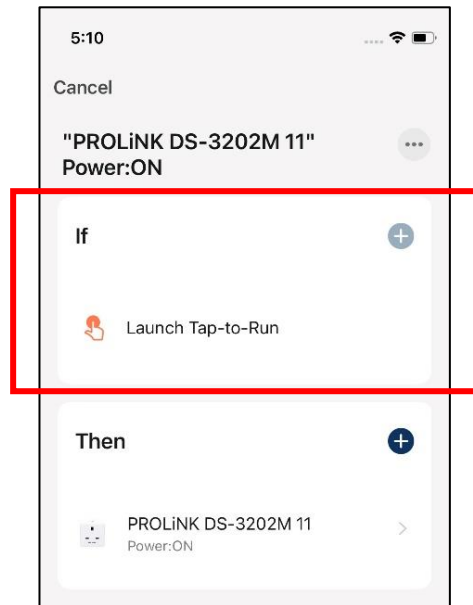 5:10
Cancel
"PROLiNK DS-3202M 11"
Power:ON
If
Launch Tap-to-Run
Then
PROLiNK DS-3202M 11
Power:ON